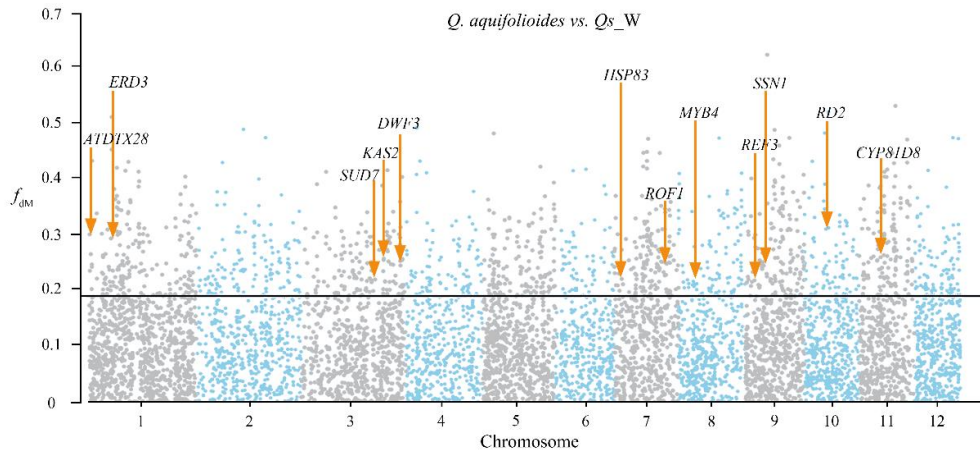 Q. aquifolioides vs. Qs_W
0.7
0.6
0.5
0.4
0.3
0.2
0.1
0
fdM
ERD3
ATDTX28
DWF3
KAS2
SUD7
HSP83
ROF1
MYB4
SSN1
REF3
RD2
CYP81D8
1 2 3 4 5 6 7 8 9 10 11 12
Chromosome